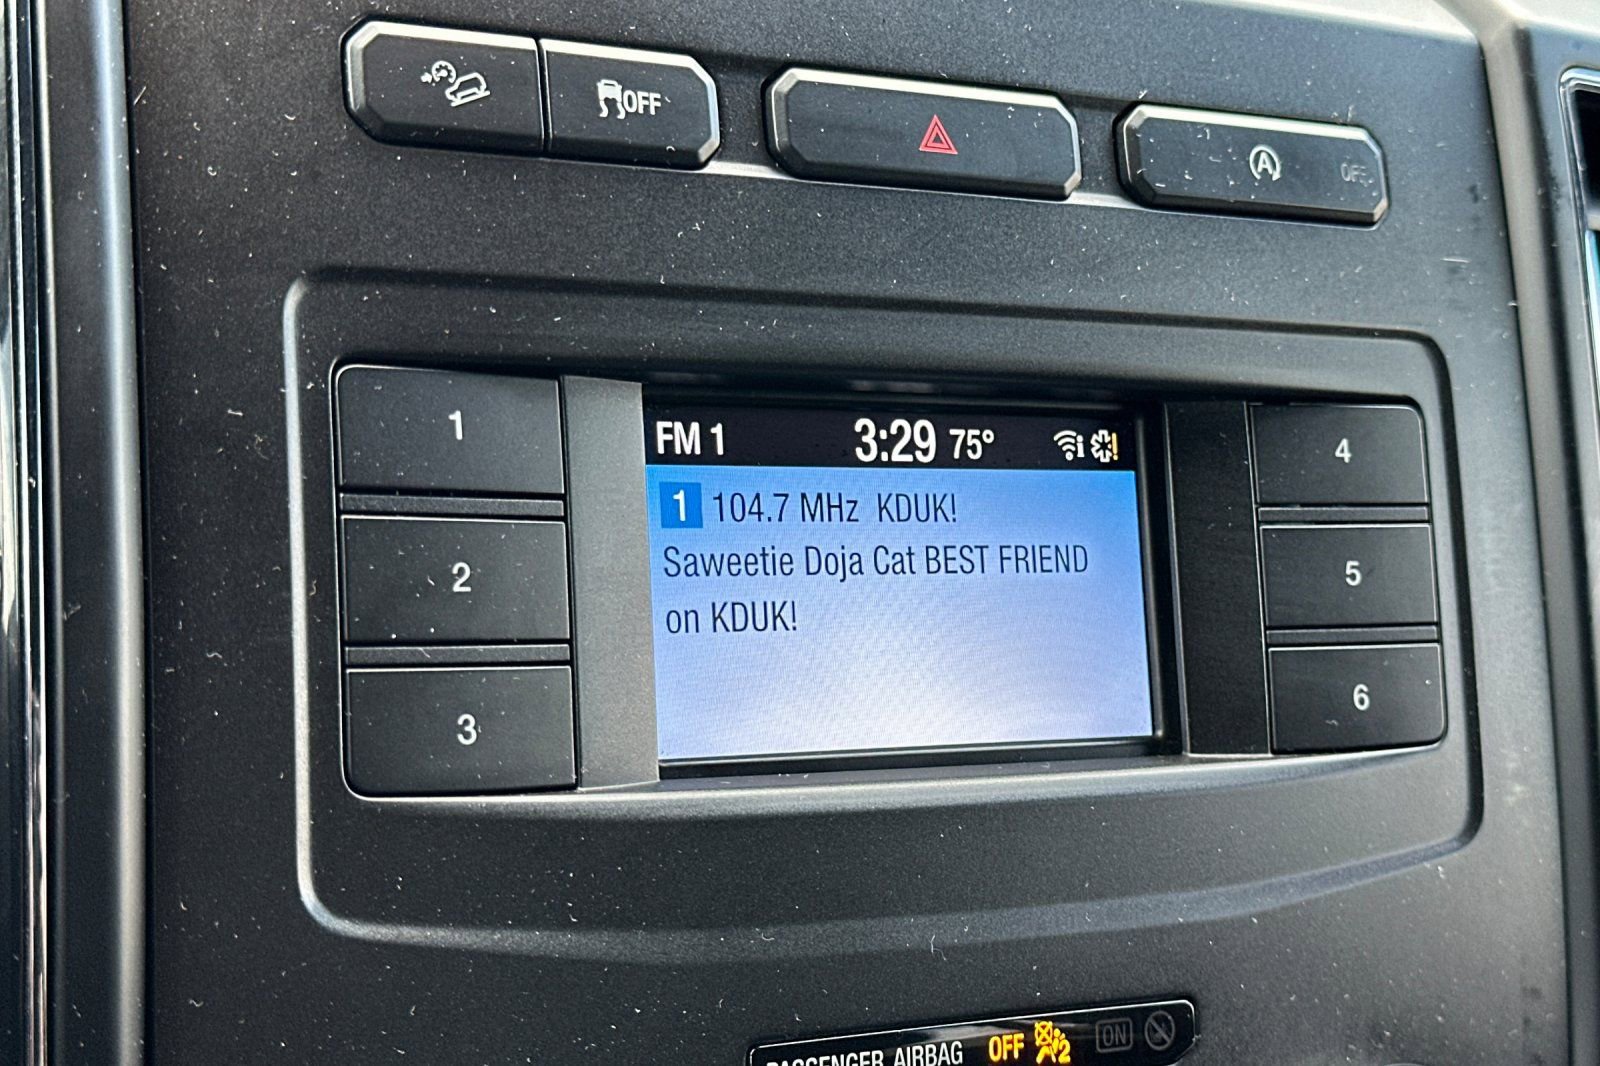 OFF
A OFF
1
2
3
FM 1 3:29 75° i !
1 104.7 MHz KDUK!
Saweetie Doja Cat BEST FRIEND
on KDUK!
4
5
6
PASSENGER AIRBAG OFF 2 ON